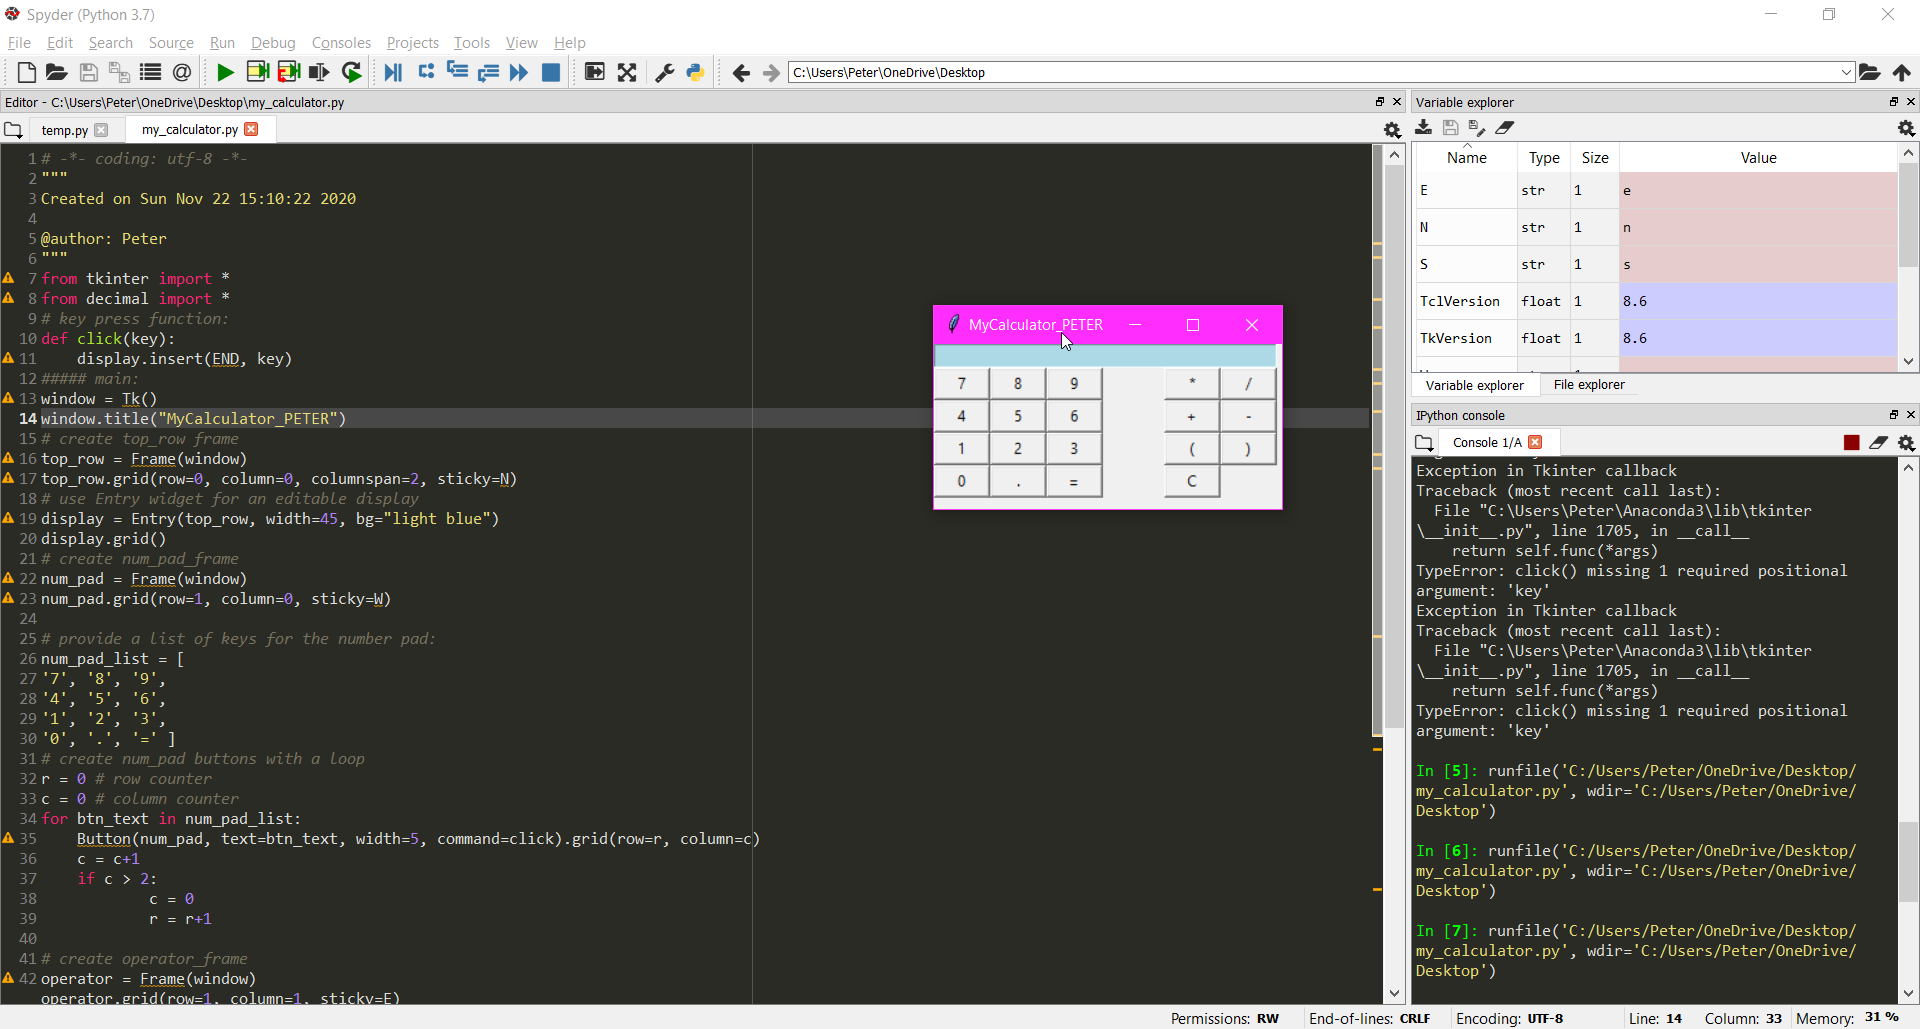 Spyder (Python 3.7)
File Edit Search Source Run Debug Consoles Projects Tools View Help
C:\Users\Peter\OneDrive\Desktop
Editor - C:\Users\Peter\OneDrive\Desktop\my_calculator.py
temp.py my_calculator.py
1 # -*- coding: utf-8 -*-
2 """
3 Created on Sun Nov 22 15:10:22 2020
4
5 @author: Peter
6 """
7 from tkinter import *
8 from decimal import *
9 # key press function:
10 def click(key):
11     display.insert(END, key)
12 ##### main:
13 window = Tk()
14 window.title("MyCalculator_PETER")
15 # create top_row frame
16 top_row = Frame(window)
17 top_row.grid(row=0, column=0, columnspan=2, sticky=N)
18 # use Entry widget for an editable display
19 display = Entry(top_row, width=45, bg="light blue")
20 display.grid()
21 # create num_pad_frame
22 num_pad = Frame(window)
23 num_pad.grid(row=1, column=0, sticky=W)
24
25 # provide a list of keys for the number pad:
26 num_pad_list = [
27 '7', '8', '9',
28 '4', '5', '6',
29 '1', '2', '3',
30 '0', '.', '=' ]
31 # create num_pad buttons with a loop
32 r = 0 # row counter
33 c = 0 # column counter
34 for btn_text in num_pad_list:
35     Button(num_pad, text=btn_text, width=5, command=click).grid(row=r, column=c)
36     c = c+1
37     if c > 2:
38             c = 0
39             r = r+1
40
41 # create operator_frame
42 operator = Frame(window)
operator.grid(row=1, column=1, sticky=E)
MyCalculator_PETER
7 8 9 * /
4 5 6 + -
1 2 3 ( )
0 . = C
Variable explorer
Name Type Size Value
E str 1 e
N str 1 n
S str 1 s
TclVersion float 1 8.6
TkVersion float 1 8.6
Variable explorer File explorer
IPython console
Console 1/A
Exception in Tkinter callback
Traceback (most recent call last):
  File "C:\Users\Peter\Anaconda3\lib\tkinter
\__init__.py", line 1705, in __call__
    return self.func(*args)
TypeError: click() missing 1 required positional
argument: 'key'
Exception in Tkinter callback
Traceback (most recent call last):
  File "C:\Users\Peter\Anaconda3\lib\tkinter
\__init__.py", line 1705, in __call__
    return self.func(*args)
TypeError: click() missing 1 required positional
argument: 'key'
In [5]: runfile('C:/Users/Peter/OneDrive/Desktop/
my_calculator.py', wdir='C:/Users/Peter/OneDrive/
Desktop')
In [6]: runfile('C:/Users/Peter/OneDrive/Desktop/
my_calculator.py', wdir='C:/Users/Peter/OneDrive/
Desktop')
In [7]: runfile('C:/Users/Peter/OneDrive/Desktop/
my_calculator.py', wdir='C:/Users/Peter/OneDrive/
Desktop')
Permissions: RW End-of-lines: CRLF Encoding: UTF-8 Line: 14 Column: 33 Memory: 31 %